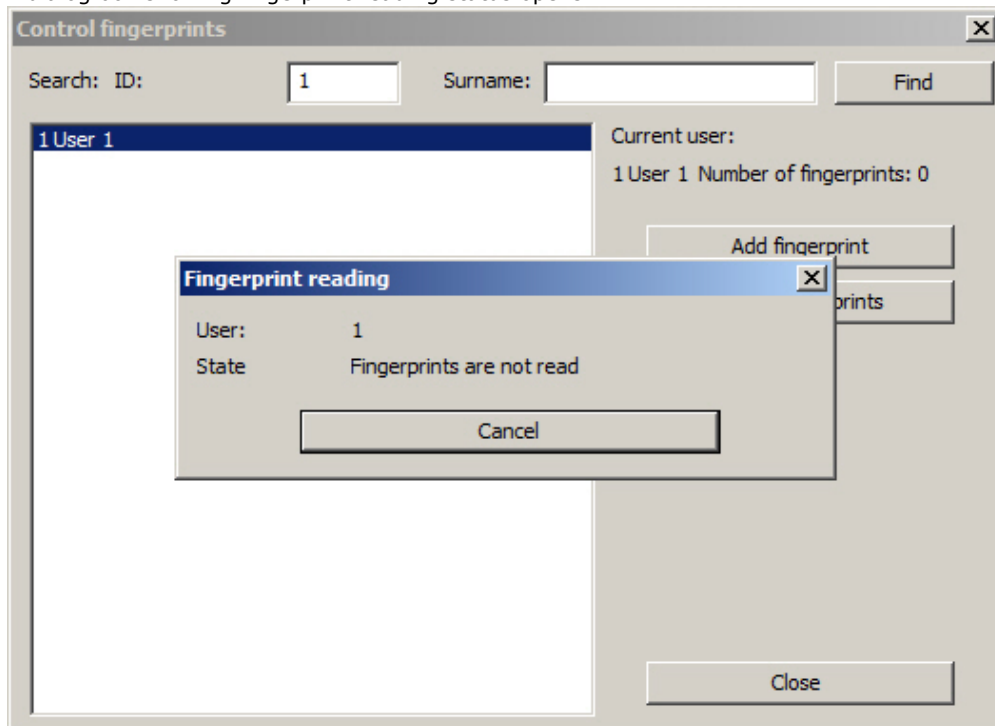 Control fingerprints
Search: ID: 1 Surname: Find
1 User 1
Current user:
1 User 1 Number of fingerprints: 0
Add fingerprint
prints
Fingerprint reading
User: 1
State Fingerprints are not read
Cancel
Close